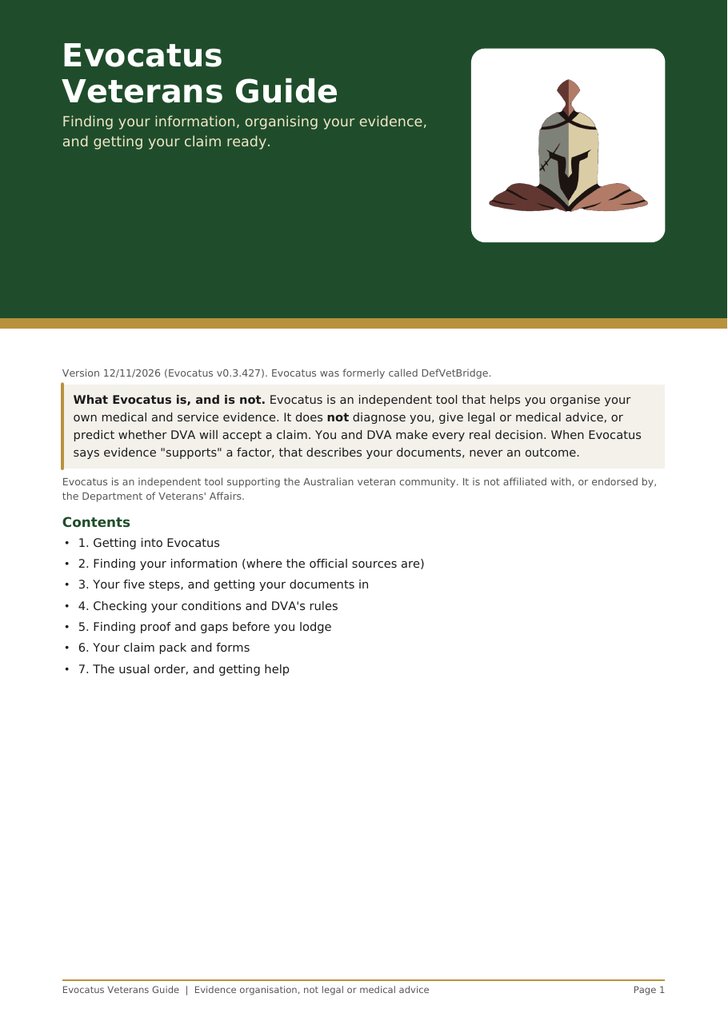 Evocatus
Veterans Guide
Finding your information, organising your evidence,
and getting your claim ready.
Version 12/11/2026 (Evocatus v0.3.427). Evocatus was formerly called DefVetBridge.
What Evocatus is, and is not. Evocatus is an independent tool that helps you organise your
own medical and service evidence. It does not diagnose you, give legal or medical advice, or
predict whether DVA will accept a claim. You and DVA make every real decision. When Evocatus
says evidence "supports" a factor, that describes your documents, never an outcome.
Evocatus is an independent tool supporting the Australian veteran community. It is not affiliated with, or endorsed by,
the Department of Veterans' Affairs.
Contents
• 1. Getting into Evocatus
• 2. Finding your information (where the official sources are)
• 3. Your five steps, and getting your documents in
• 4. Checking your conditions and DVA's rules
• 5. Finding proof and gaps before you lodge
• 6. Your claim pack and forms
• 7. The usual order, and getting help
Evocatus Veterans Guide | Evidence organisation, not legal or medical advice
Page 1